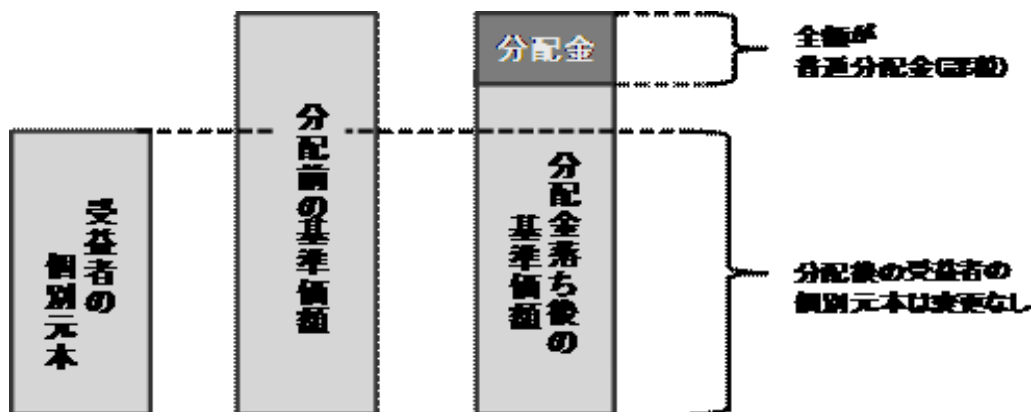 受益者の
個別元本
分配前の基準価額
分配金
分配金落ち後の
基準価額
全額が
普通分配金(課税)
分配後の受益者の
個別元本は変更なし